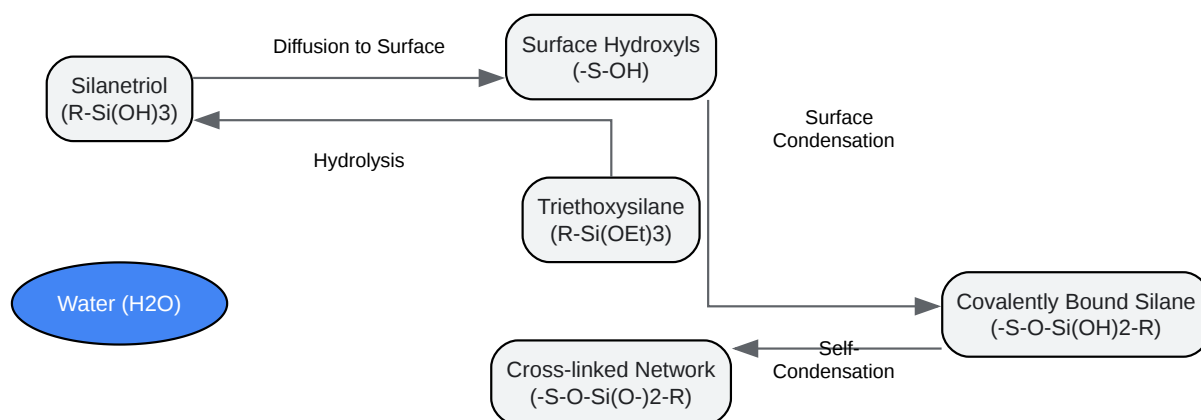 Diffusion to Surface
Surface Hydroxyls
(-S-OH)
Silanetriol
(R-Si(OH)3)
Surface
Condensation
Hydrolysis
Triethoxysilane
(R-Si(OEt)3)
Water (H2O)
Covalently Bound Silane
(-S-O-Si(OH)2-R)
Self-
Condensation
Cross-linked Network
(-S-O-Si(O-)2-R)